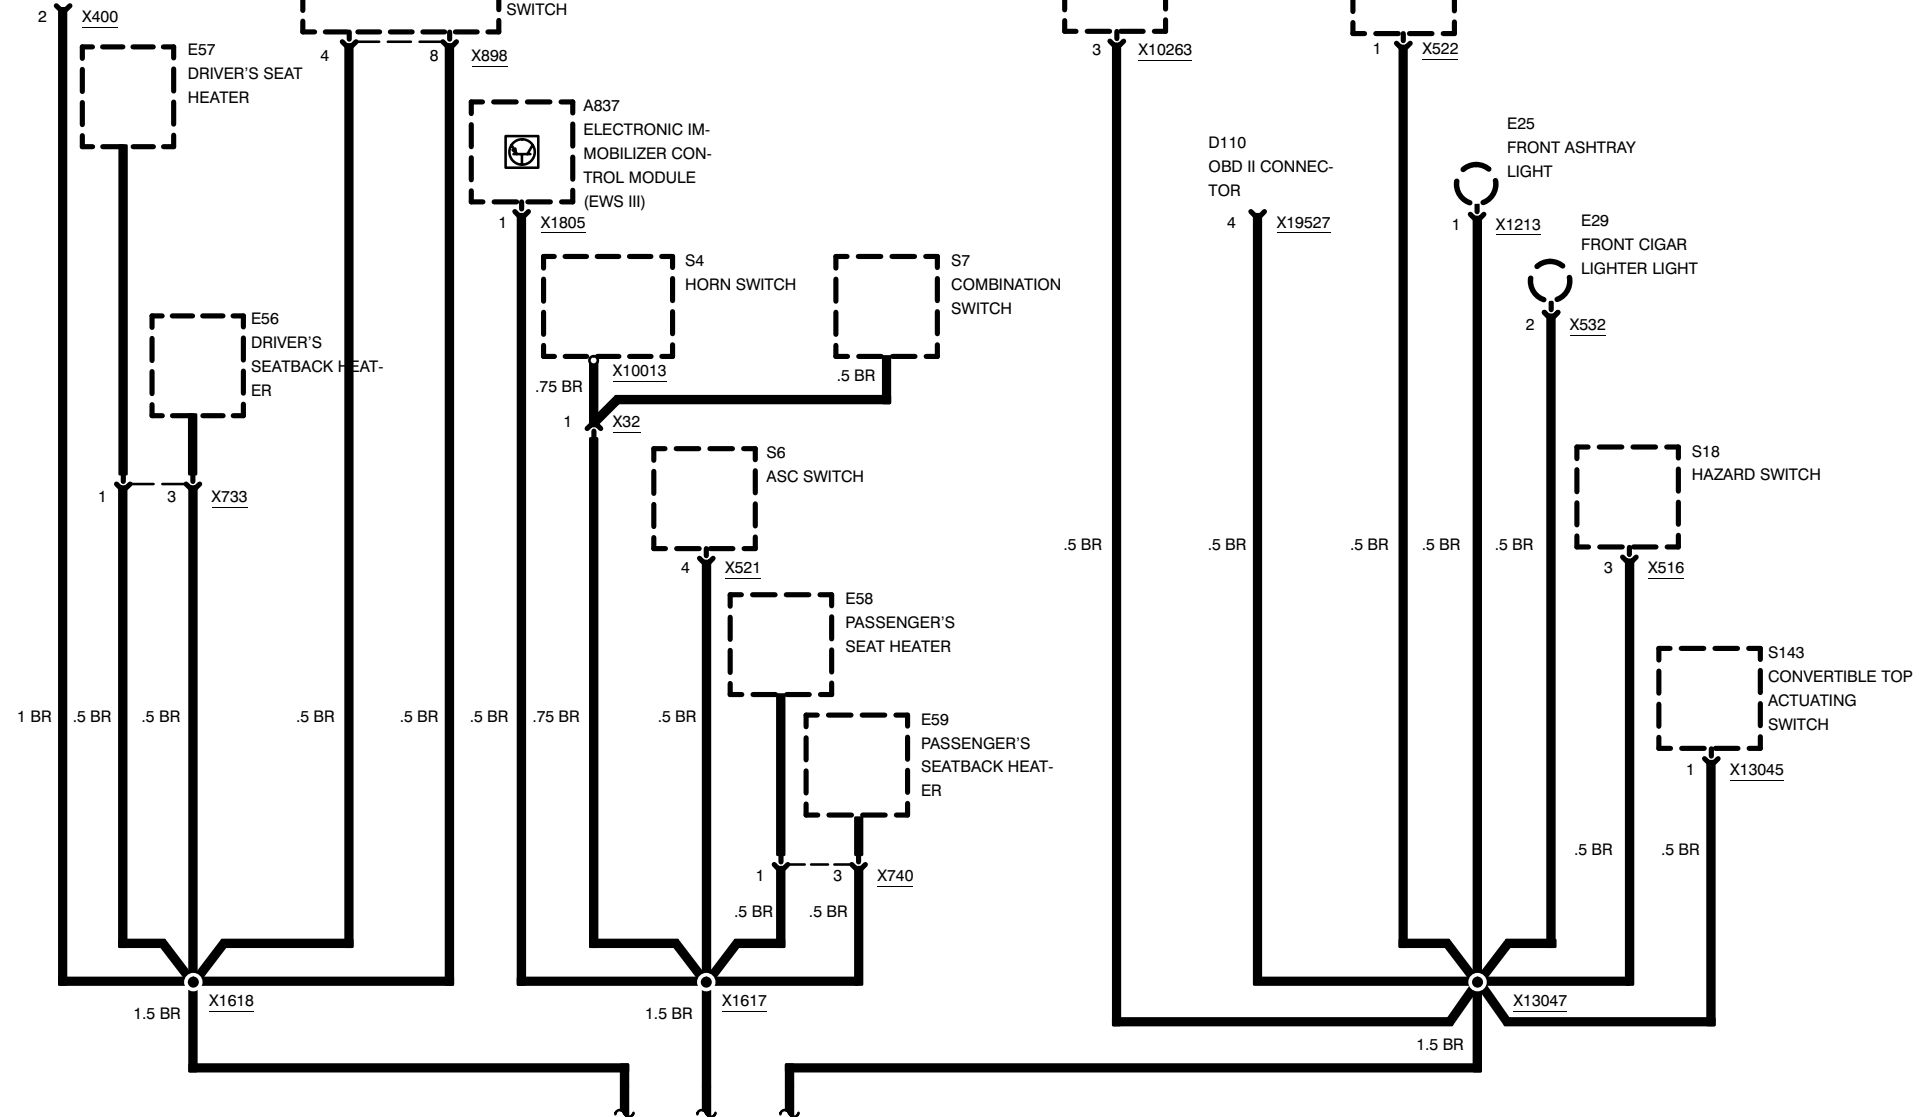 SWITCH
2 X400
4 8 X898
3 X10263
1 X522
E57
DRIVER'S SEAT
HEATER
A837
ELECTRONIC IM-
MOBILIZER CON-
TROL MODULE
(EWS III)
1 X1805
D110
OBD II CONNEC-
TOR
4 X19527
E25
FRONT ASHTRAY
LIGHT
1 X1213
E29
FRONT CIGAR
LIGHTER LIGHT
2 X532
S4
HORN SWITCH
X10013
.75 BR
S7
COMBINATION
SWITCH
.5 BR
1 X32
E56
DRIVER'S
SEATBACK HEAT-
ER
1 3 X733
S6
ASC SWITCH
4 X521
S18
HAZARD SWITCH
3 X516
.5 BR .5 BR .5 BR .5 BR .5 BR
E58
PASSENGER'S
SEAT HEATER
S143
CONVERTIBLE TOP
ACTUATING
SWITCH
1 X13045
1 BR .5 BR .5 BR .5 BR .5 BR .5 BR .75 BR .5 BR
E59
PASSENGER'S
SEATBACK HEAT-
ER
1 3 X740
.5 BR .5 BR
.5 BR .5 BR
X1618 X1617 X13047
1.5 BR 1.5 BR
1.5 BR